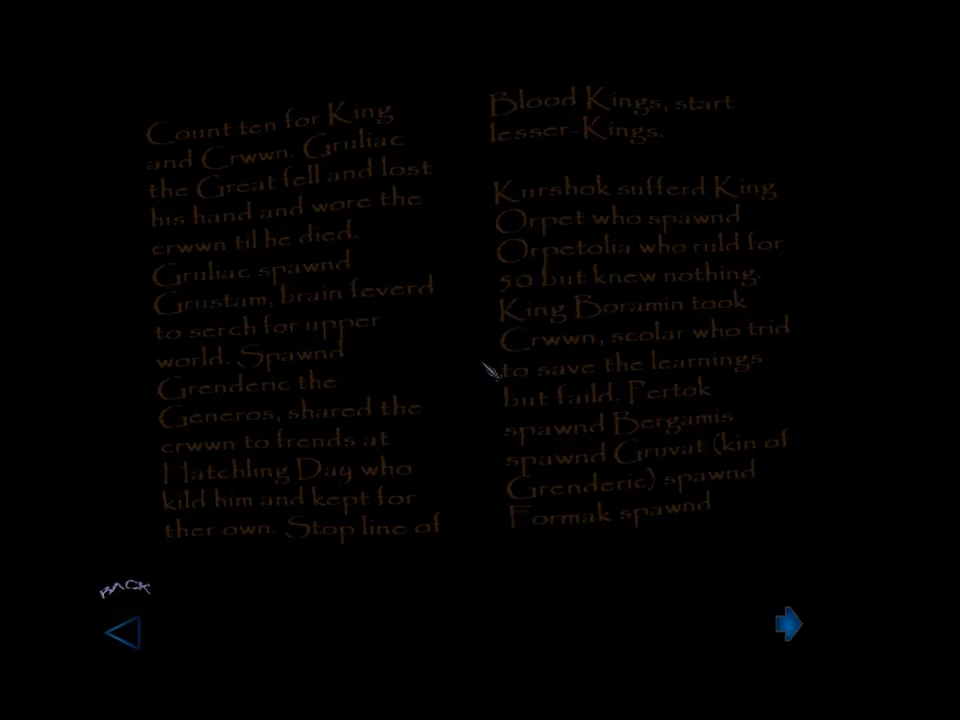 Count ten for King
and Crwwn. Gruliac
the Great fell and lost
his hand and wore the
crwwn til he died.
Gruliac spawnd
Grustam, brain feverd
to serch for upper
world. Spawnd
Grenderic the
Generos, shared the
crwwn to frends at
Hatchling Day who
kild him and kept for
ther own. Stop line of
Blood Kings, start
lesser-Kings.
Kurshok sufferd King
Orpet who spawnd
Orpetolia who ruld for
50 but knew nothing.
King Boramin took
Crwwn, scolar who trid
to save the learnings
but faild. Pertok
spawnd Bergamis
spawnd Gruvat (kin of
Grenderic) spawnd
Formak spawnd
BACK